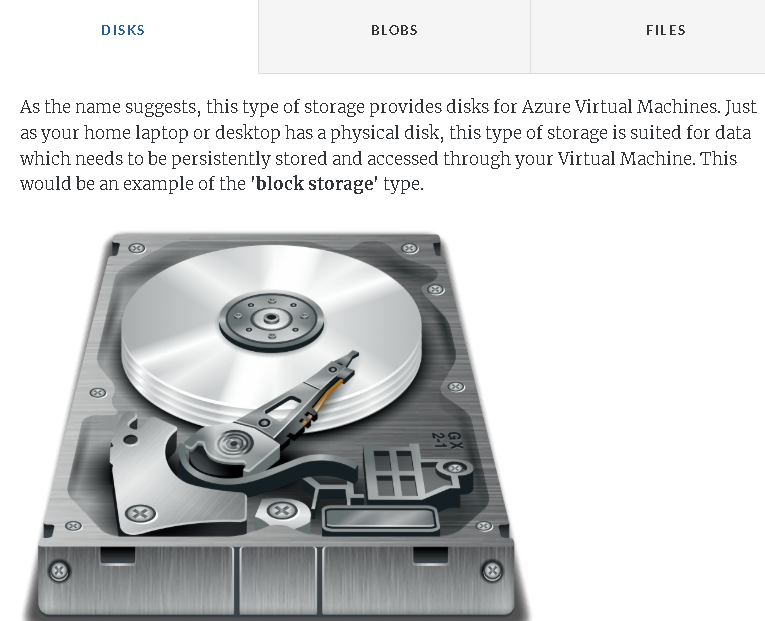 DISKS
BLOBS
FILES
As the name suggests, this type of storage provides disks for Azure Virtual Machines. Just
as your home laptop or desktop has a physical disk, this type of storage is suited for data
which needs to be persistently stored and accessed through your Virtual Machine. This
would be an example of the 'block storage' type.
GX
2-1